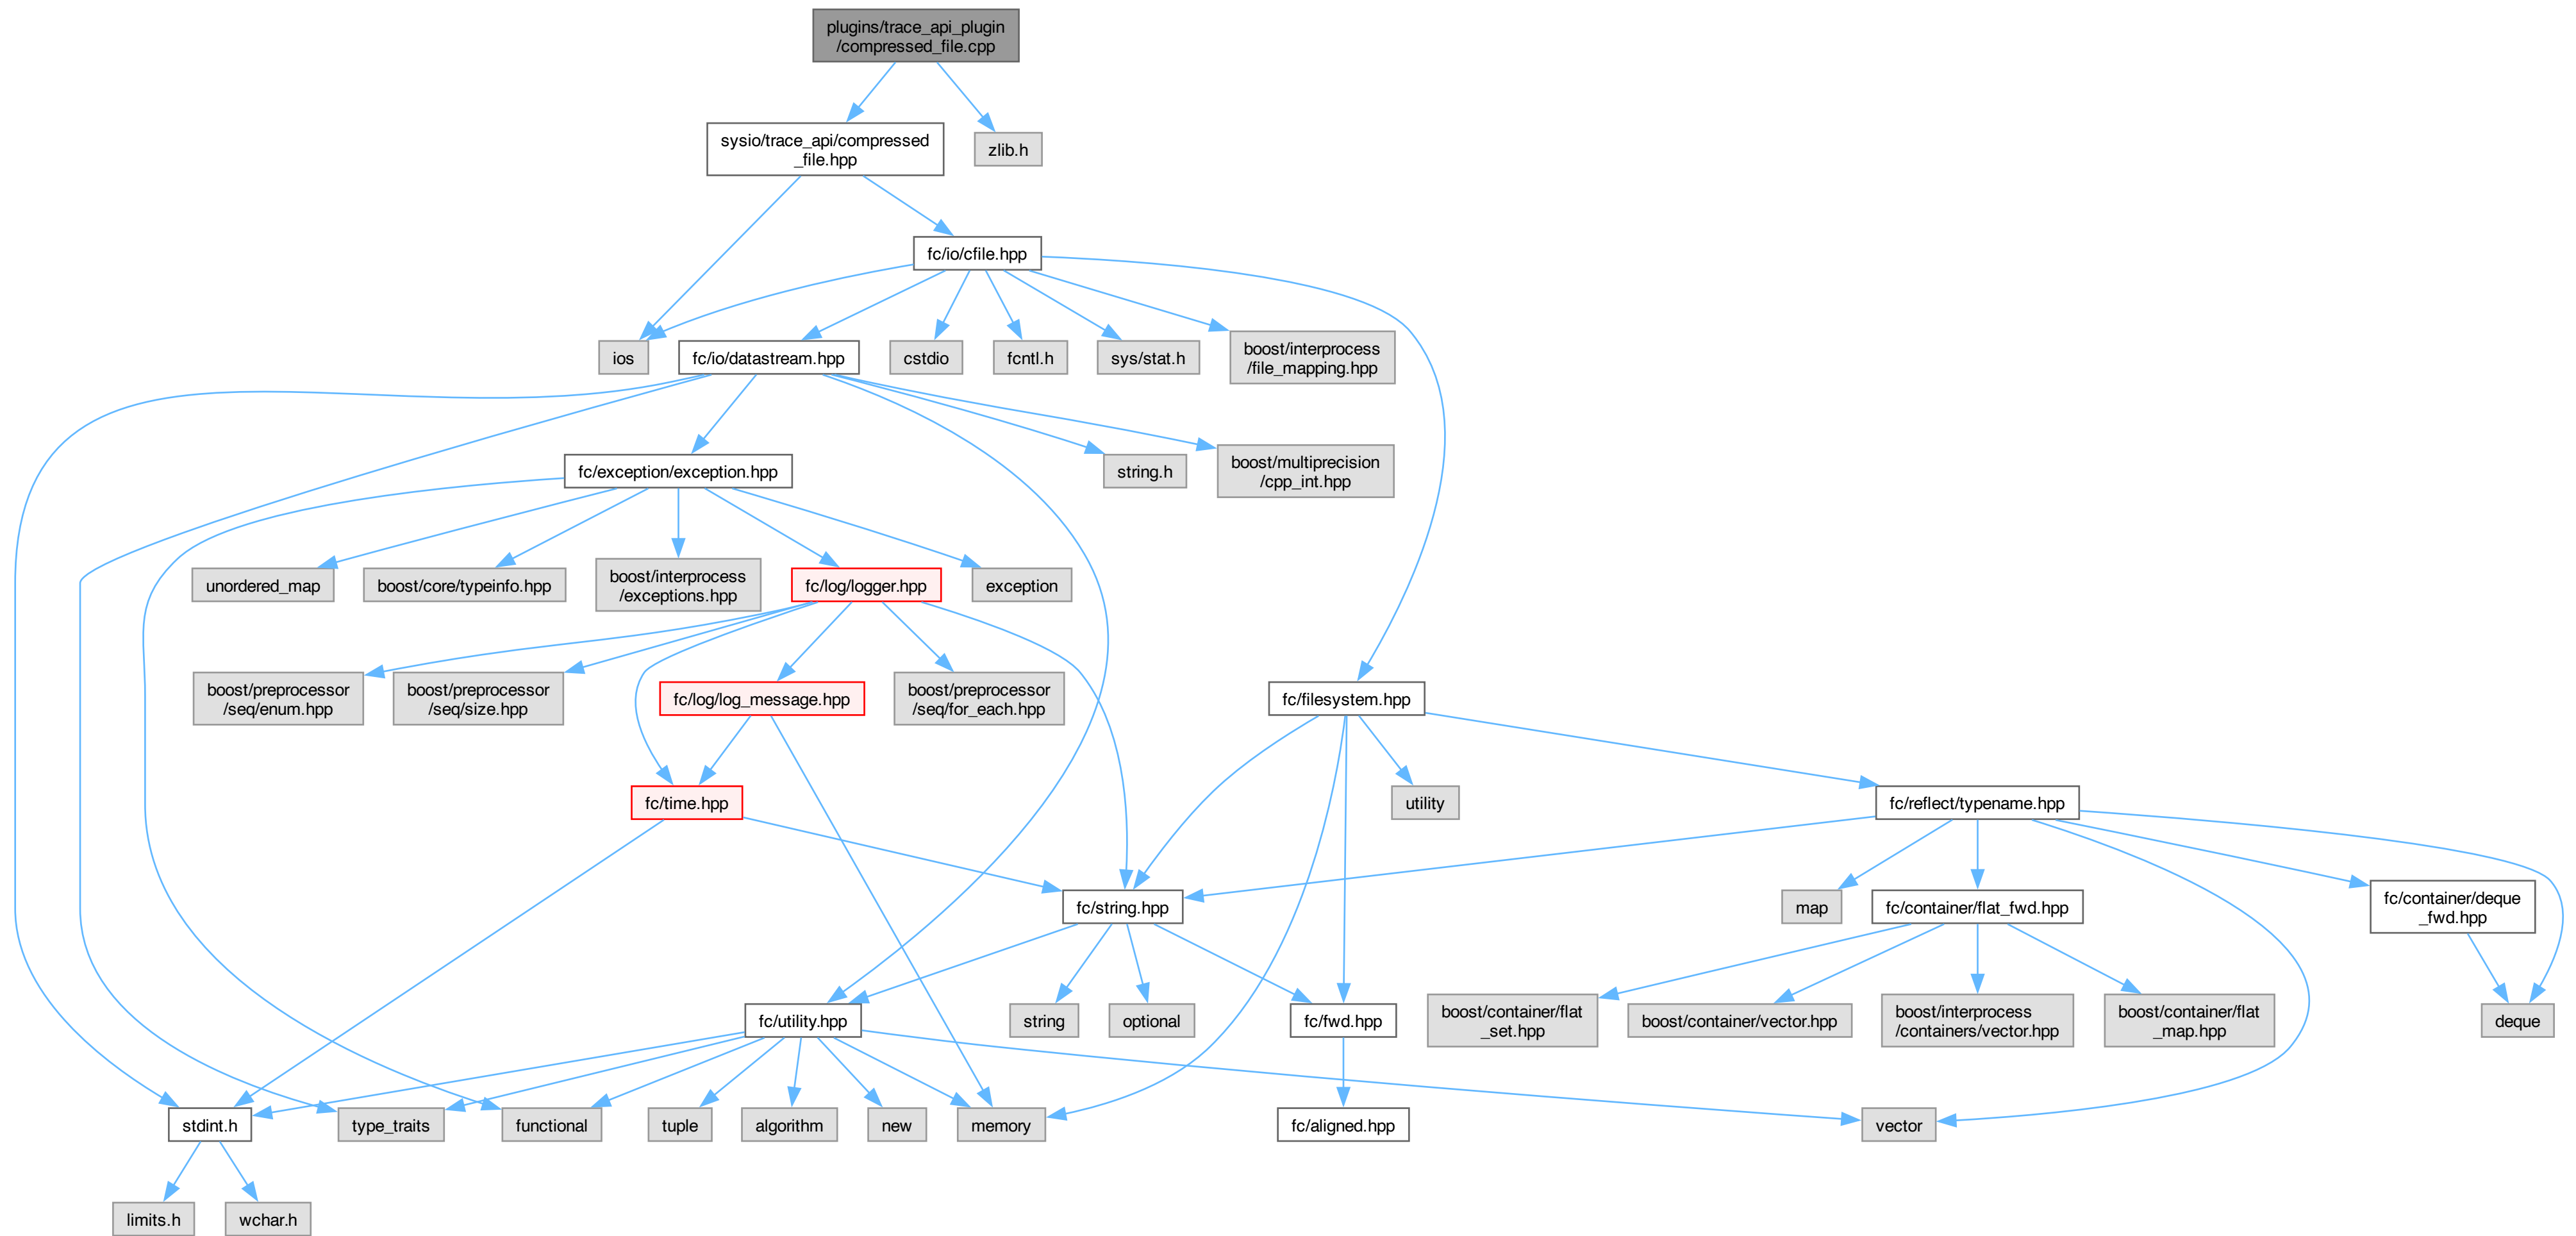 plugins/trace_api_plugin
/compressed_file.cpp
sysio/trace_api/compressed
_file.hpp
zlib.h
fc/io/cfile.hpp
ios
fc/io/datastream.hpp
cstdio
fcntl.h
sys/stat.h
boost/interprocess
/file_mapping.hpp
fc/exception/exception.hpp
string.h
boost/multiprecision
/cpp_int.hpp
unordered_map
boost/core/typeinfo.hpp
boost/interprocess
/exceptions.hpp
fc/log/logger.hpp
exception
boost/preprocessor
/seq/enum.hpp
boost/preprocessor
/seq/size.hpp
fc/log/log_message.hpp
boost/preprocessor
/seq/for_each.hpp
fc/filesystem.hpp
fc/time.hpp
utility
fc/reflect/typename.hpp
fc/string.hpp
map
fc/container/flat_fwd.hpp
fc/container/deque
_fwd.hpp
fc/utility.hpp
string
optional
fc/fwd.hpp
boost/container/flat
_set.hpp
boost/container/vector.hpp
boost/interprocess
/containers/vector.hpp
boost/container/flat
_map.hpp
deque
stdint.h
type_traits
functional
tuple
algorithm
new
memory
fc/aligned.hpp
vector
limits.h
wchar.h